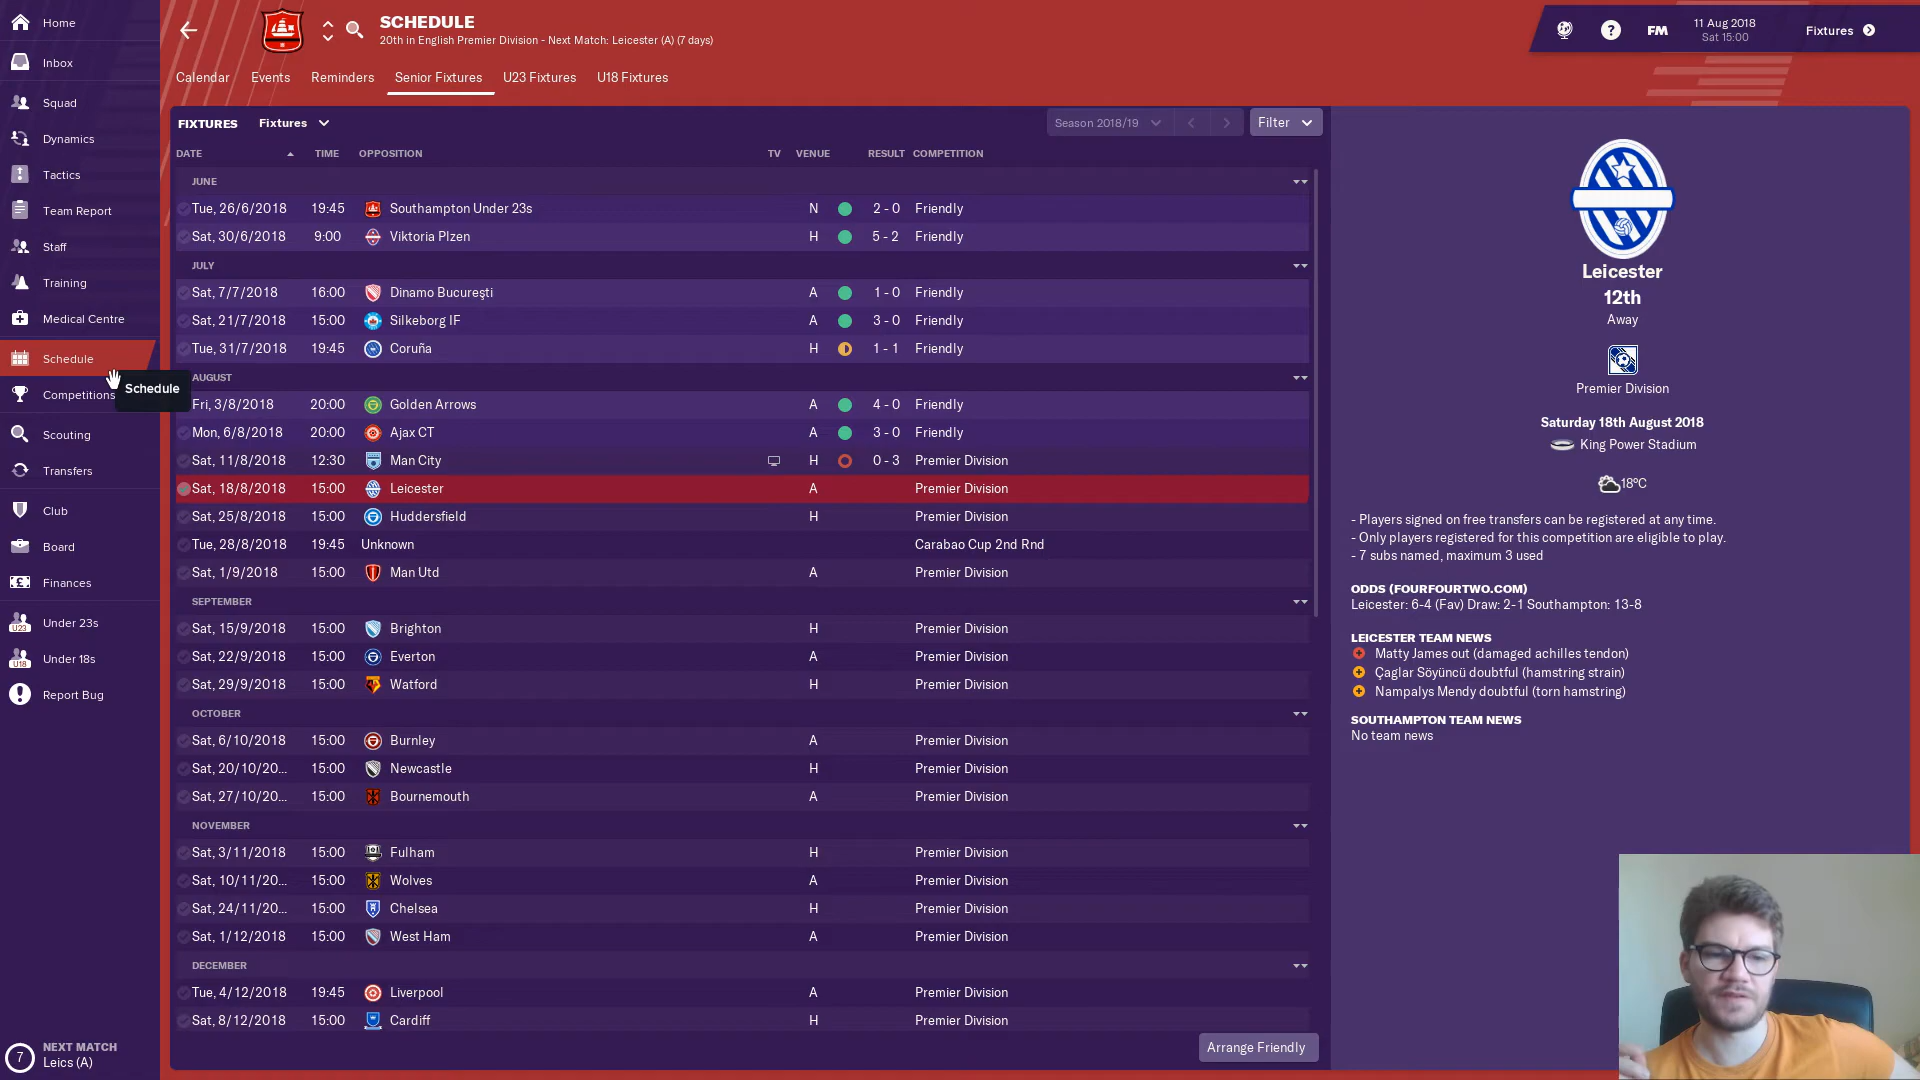 Home
Inbox
Squad
Dynamics
Tactics
Team Report
Staff
Training
Medical Centre
Schedule
Competitions
Scouting
Transfers
Club
Board
Finances
U23 Under 23s
U18 Under 18s
Report Bug
7 NEXT MATCH
Leics (A)
Schedule
SCHEDULE
20th in English Premier Division - Next Match: Leicester (A) (7 days)
FM
11 Aug 2018
Sat 15:00
Fixtures
Calendar Events Reminders Senior Fixtures U23 Fixtures U18 Fixtures
FIXTURES Fixtures Season 2018/19 Filter
DATE TIME OPPOSITION TV VENUE RESULT COMPETITION
JUNE
Tue, 26/6/2018 19:45 Southampton Under 23s N 2 - 0 Friendly
Sat, 30/6/2018 9:00 Viktoria Plzen H 5 - 2 Friendly
JULY
Sat, 7/7/2018 16:00 Dinamo Bucureşti A 1 - 0 Friendly
Sat, 21/7/2018 15:00 Silkeborg IF A 3 - 0 Friendly
Tue, 31/7/2018 19:45 Coruña H 1 - 1 Friendly
AUGUST
Fri, 3/8/2018 20:00 Golden Arrows A 4 - 0 Friendly
Mon, 6/8/2018 20:00 Ajax CT A 3 - 0 Friendly
Sat, 11/8/2018 12:30 Man City H 0 - 3 Premier Division
Sat, 18/8/2018 15:00 Leicester A Premier Division
Sat, 25/8/2018 15:00 Huddersfield H Premier Division
Tue, 28/8/2018 19:45 Unknown Carabao Cup 2nd Rnd
Sat, 1/9/2018 15:00 Man Utd A Premier Division
SEPTEMBER
Sat, 15/9/2018 15:00 Brighton H Premier Division
Sat, 22/9/2018 15:00 Everton A Premier Division
Sat, 29/9/2018 15:00 Watford H Premier Division
OCTOBER
Sat, 6/10/2018 15:00 Burnley A Premier Division
Sat, 20/10/20... 15:00 Newcastle H Premier Division
Sat, 27/10/20... 15:00 Bournemouth A Premier Division
NOVEMBER
Sat, 3/11/2018 15:00 Fulham H Premier Division
Sat, 10/11/20... 15:00 Wolves A Premier Division
Sat, 24/11/20... 15:00 Chelsea H Premier Division
Sat, 1/12/2018 15:00 West Ham A Premier Division
DECEMBER
Tue, 4/12/2018 19:45 Liverpool A Premier Division
Sat, 8/12/2018 15:00 Cardiff H Premier Division
Arrange Friendly
Leicester
12th
Away
Premier Division
Saturday 18th August 2018
King Power Stadium
18°C
- Players signed on free transfers can be registered at any time.
- Only players registered for this competition are eligible to play.
- 7 subs named, maximum 3 used
ODDS (FOURFOURTWO.COM)
Leicester: 6-4 (Fav) Draw: 2-1 Southampton: 13-8
LEICESTER TEAM NEWS
Matty James out (damaged achilles tendon)
Çaglar Söyüncü doubtful (hamstring strain)
Nampalys Mendy doubtful (torn hamstring)
SOUTHAMPTON TEAM NEWS
No team news